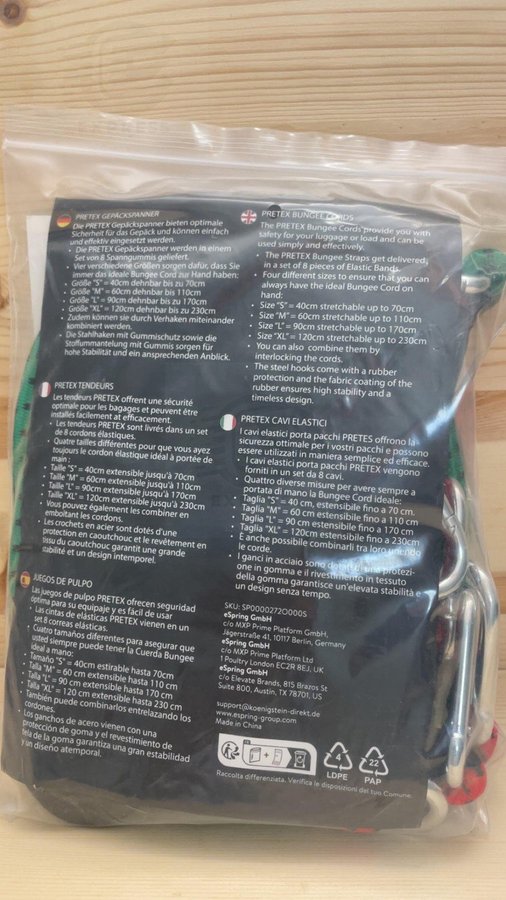 PRETEX GEPÄCKSPANNER
Die PRETEX Gepäckspanner bieten optimale
Sicherheit für das Gepäck und können einfach
und effektiv eingesetzt werden.
• Die PRETEX Gepäckspanner werden in einem
Set von 8 Spanngummis geliefert.
• Vier verschiedene Größen sorgen dafür, dass Sie
immer das ideale Bungee Cord zur Hand haben:
• Größe "S" = 40cm dehnbar bis zu 70cm
• Größe "M" = 60cm dehnbar bis 110cm
• Größe "L" = 90cm dehnbar bis zu 170cm
• Größe "XL" = 120cm dehnbar bis zu 230cm
• Zudem können sie durch Verhaken miteinander
kombiniert werden.
• Die Stahlhaken mit Gummischutz sowie die
Stoffummantelung mit Gummis sorgen für
hohe Stabilität und ein ansprechenden Anblick.
PRETEX TENDEURS
Les tendeurs PRETEX offrent une sécurité
optimale pour les bagages et peuvent être
installés facilement at efficacement.
• Les tendeurs PRETEX sont livrés dans un set
de 8 cordons élastiques.
• Quatre tailles différentes pour que vous ayez
toujours le cordon élastique idéal à portée de
main :
• Taille "S" = 40cm extensible jusqu'à 70cm
• Taille "M" = 60cm extensible jusqu'à 110cm
• Taille "L" = 90cm extensible jusqu'à 170cm
• Taille "XL" = 120cm extensible jusqu'à 230cm
• Vous pouvez également les combiner en
emboitant les cordons.
• Les crochets en acier sont dotés d'une
protection en caoutchouc et le revêtement en
tissu du caoutchouc garantit une grande
stabilité et un design intemporel.
JUEGOS DE PULPO
Las juegos de pulpo PRETEX ofrecen seguridad
óptima para su equipaje y es fácil de usar
• Las cintas de elásticas PRETEX vienen en un
set 8 correas elásticas.
• Cuatro tamaños diferentes para asegurar que
usted siempre puede tener la Cuerda Bungee
ideal a mano:
• Tamaño "S" = 40cm estirable hasta 70cm
• Talla "M" = 60 cm extensible hasta 110 cm
• Talla "L" = 90 cm extensible hasta 170 cm
• Talla "XL" = 120 cm extensible hasta 230 cm
• También puede combinarlos entrelazando los
cordones.
• Los ganchos de acero vienen con una
protección de goma y el revestimiento de
tela de la goma garantiza una gran estabilidad
y un diseño atemporal.
PRETEX BUNGEE CORDS
The PRETEX Bungee Cords provide you with
safety for your luggage or load and can be
used simply and effectively.
• The PRETEX Bungee Straps get delivered
in a set of 8 pieces of Elastic Bands.
• Four different sizes to ensure that you can
always have the ideal Bungee Cord on
hand:
• Size "S" = 40cm stretchable up to 70cm
• Size "M" = 60cm stretchable up to 110cm
• Size "L" = 90cm stretchable up to 170cm
• Size "XL" = 120cm stretchable up to 230cm
• You can also combine them by
interlocking the cords.
• The steel hooks come with a rubber
protection and the fabric coating of the
rubber ensures high stability and a
timeless design.
PRETEX CAVI ELASTICI
I cavi elastici porta pacchi PRETES offrono la
sicurezza ottimale per i vostri pacchi e possono
essere utilizzati in maniera semplice ed efficace.
• I cavi elastici porta pacchi PRETEX vengono
forniti in un set da 8 cavi.
• Quattro diverse misure per avere sempre a
portata di mano la Bungee Cord ideale:
• Taglia "S" = 40 cm, estensibile fino a 70 cm.
• Taglia "M" = 60 cm estensibile fino a 110 cm
• Taglia "L" = 90 cm estensibile fino a 170 cm
• Taglia "XL" = 120cm estensibile fino a 230cm
• È anche possibile combinarli tra loro unendo
le corde.
• I ganci in acciaio sono dotati di una protezi-
one in gomma e il rivestimento in tessuto
della gomma garantisce un'elevata stabilità e
un design senza tempo.
SKU: SP0000272O000S
eSpring GmbH,
c/o MXP Prime Platform GmbH,
Jägerstraße 41, 10117 Berlin, Germany
eSpring GmbH
c/o MXP Prime Platform Ltd
1 Poultry London EC2R 8EJ, UK
eSpring GmbH
c/o Elevate Brands, 815 Brazos St
Suite 800, Austin, TX 78701, US
support@koenigstein-direkt.de
www.espring-group.com
Made in China
4
LDPE
22
PAP
Raccolta differenziata. Verifica le disposizioni del tuo Comune.